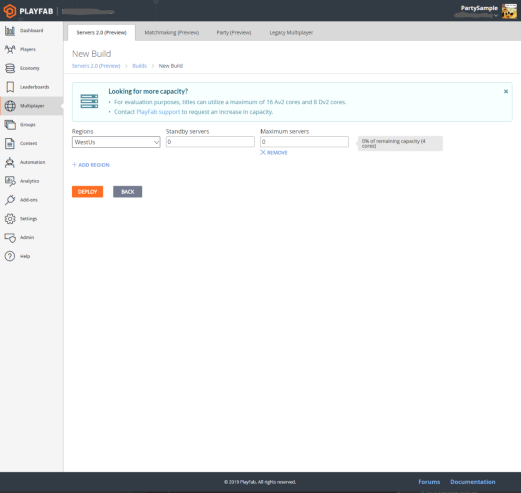 PLAYFAB
PartySample
Dashboard
Players
Economy
Leaderboards
Multiplayer
Groups
Content
Automation
Analytics
Add-ons
Settings
Admin
Help
Servers 2.0 (Preview) Matchmaking (Preview) Party (Preview) Legacy Multiplayer
New Build
Servers 2.0 (Preview) > Builds > New Build
Looking for more capacity?
• For evaluation purposes, titles can utilize a maximum of 16 Av2 cores and 8 Dv2 cores.
• Contact PlayFab support to request an increase in capacity.
Regions Standby servers Maximum servers
WestUs 0 0 0% of remaining capacity (4
cores)
REMOVE
+ ADD REGION
DEPLOY BACK
© 2019 PlayFab. All rights reserved. Forums Documentation